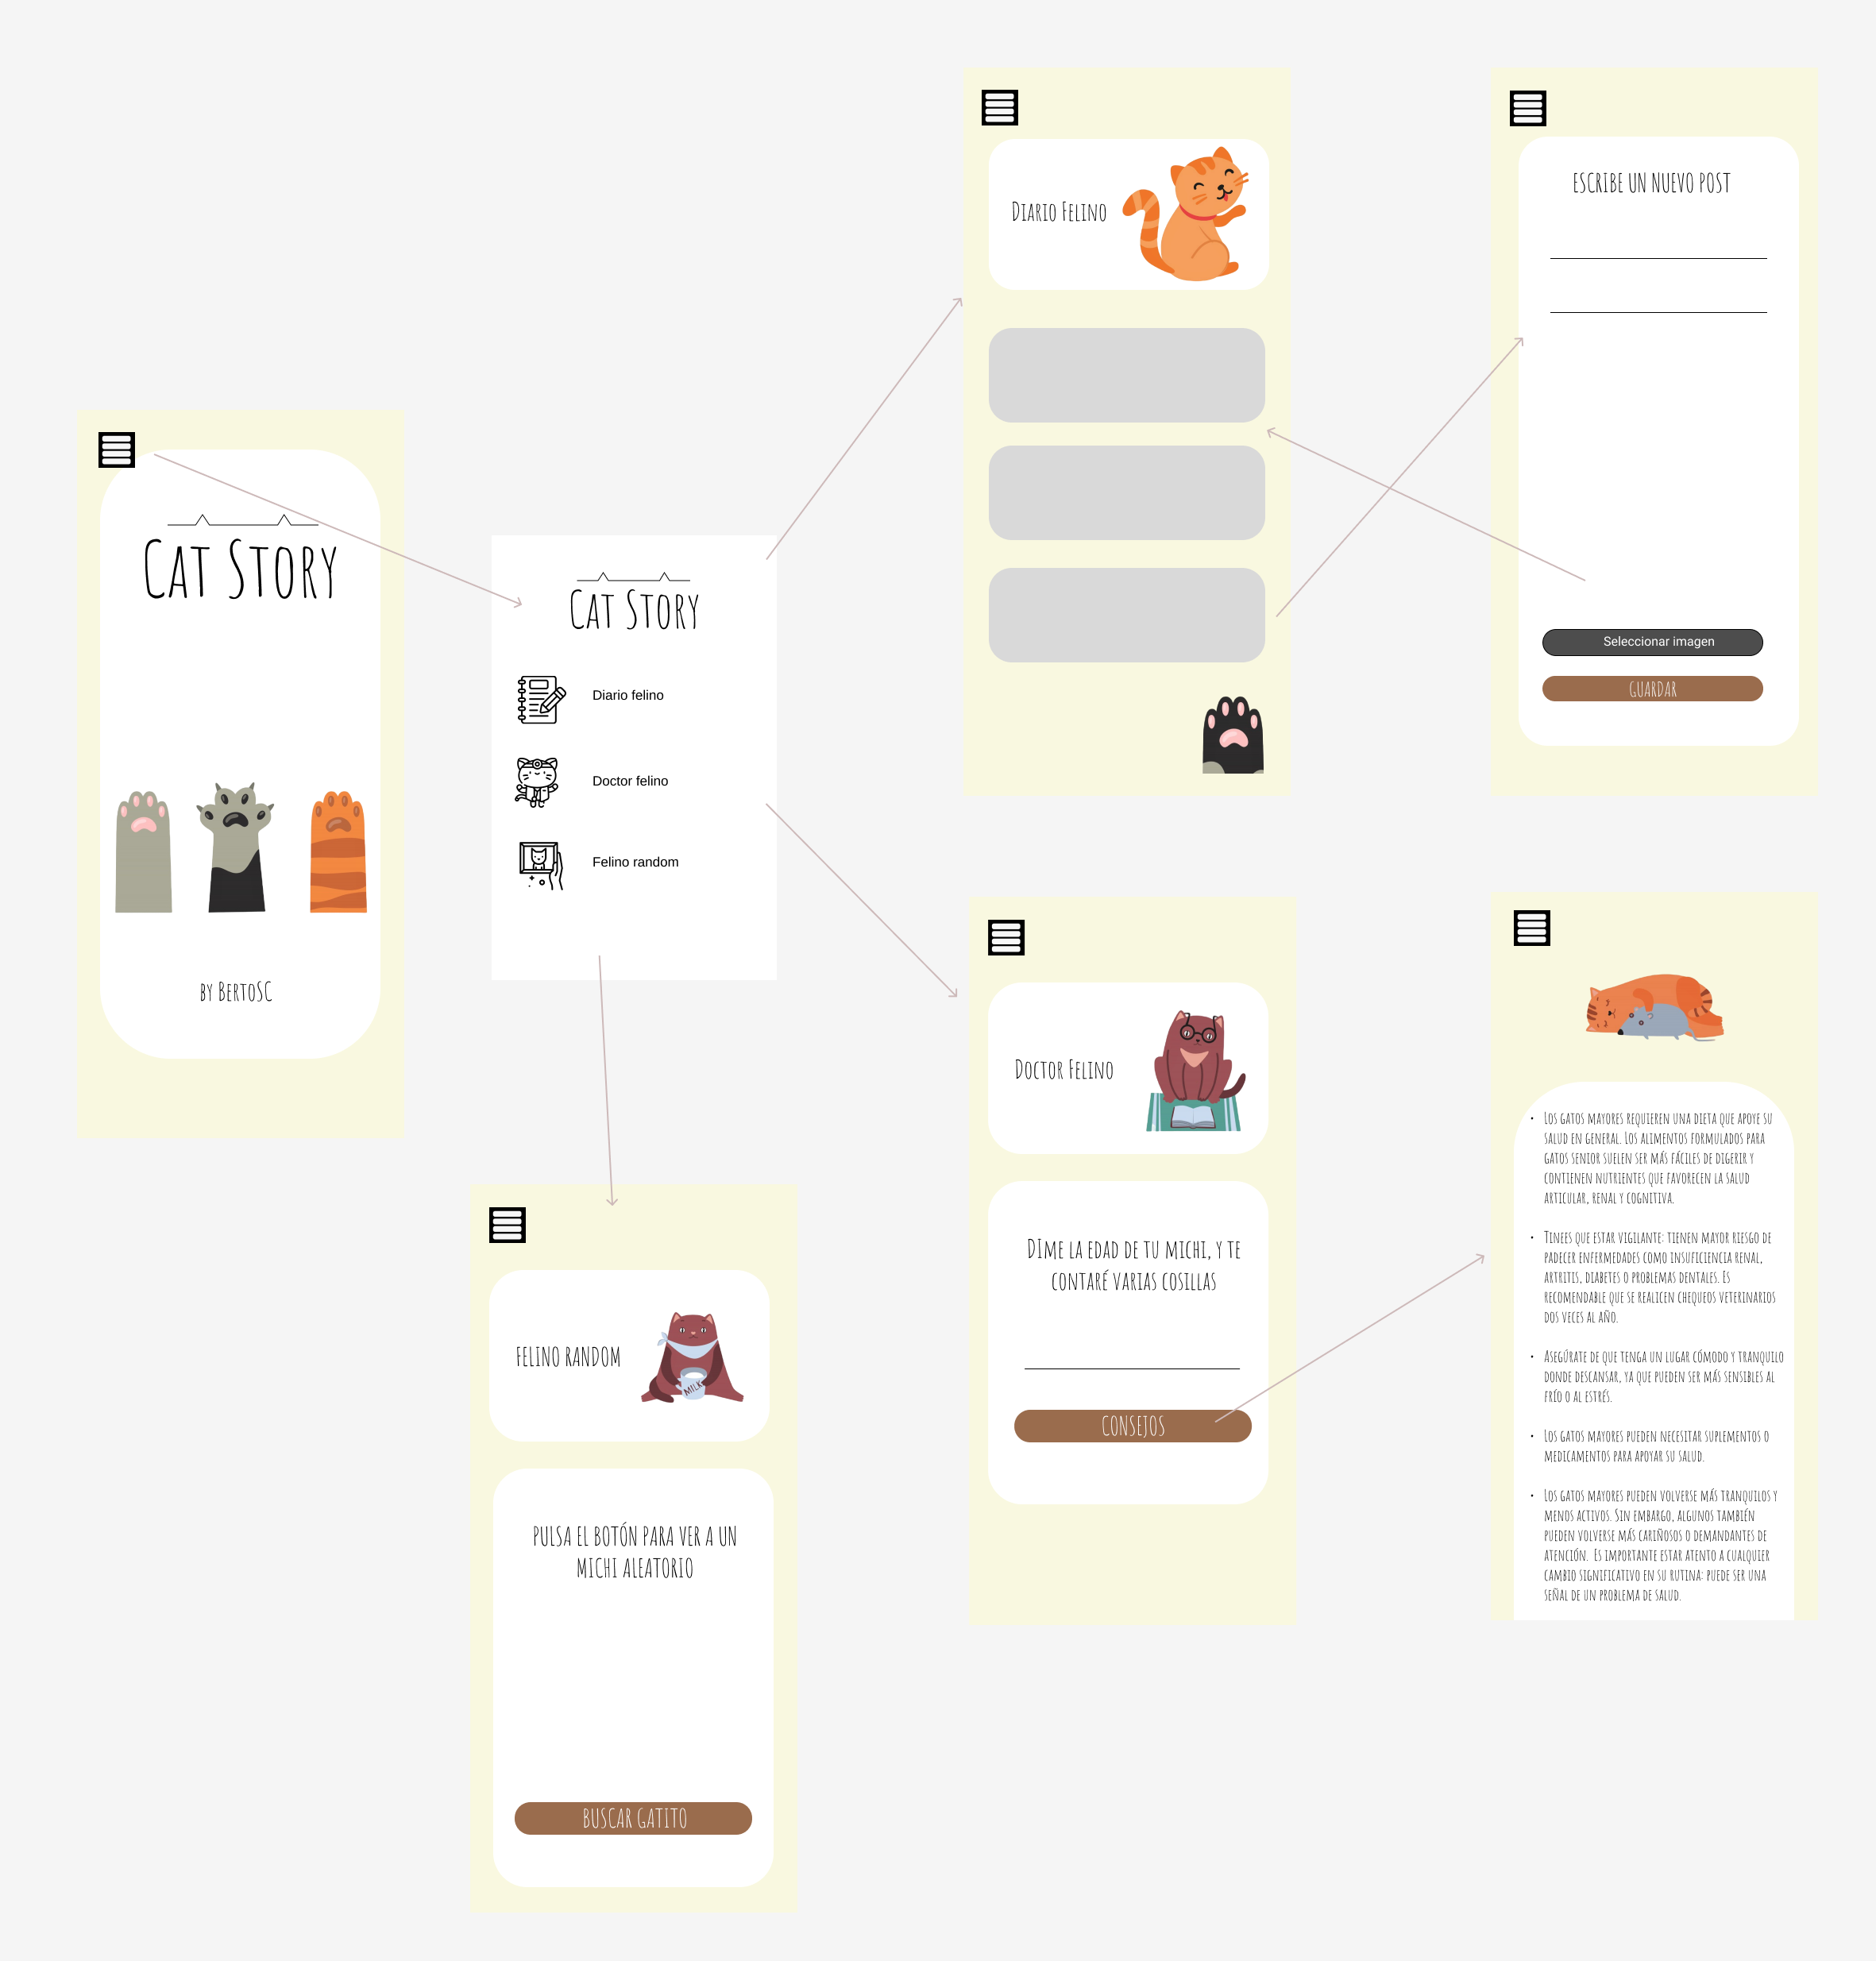 Cat Story
by BertoSC
Cat Story
Diario felino
Doctor felino
Felino random
Diario Felino
ESCRIBE UN NUEVO POST
Seleccionar imagen
GUARDAR
FELINO RANDOM
MILK
PULSA EL BOTÓN PARA VER A UN
MICHI ALEATORIO
BUSCAR GATITO
Doctor Felino
DIme la edad de tu michi, y te
contaré varias cosillas
CONSEJOS
• Los gatos mayores requieren una dieta que apoye su
salud en general. Los alimentos formulados para
gatos senior suelen ser más fáciles de digerir y
contienen nutrientes que favorecen la salud
articular, renal y cognitiva.
• Tinees que estar vigilante: tienen mayor riesgo de
padecer enfermedades como insuficiencia renal,
artritis, diabetes o problemas dentales. Es
recomendable que se realicen chequeos veterinarios
dos veces al año.
• Asegúrate de que tenga un lugar cómodo y tranquilo
donde descansar, ya que pueden ser más sensibles al
frío o al estrés.
• Los gatos mayores pueden necesitar suplementos o
medicamentos para apoyar su salud.
• Los gatos mayores pueden volverse más tranquilos y
menos activos. Sin embargo, algunos también
pueden volverse más cariñosos o demandantes de
atención. Es importante estar atento a cualquier
cambio significativo en su rutina: puede ser una
señal de un problema de salud.